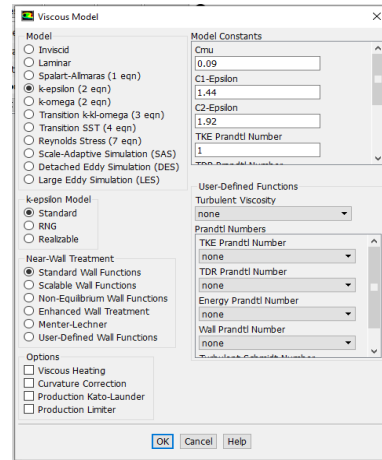 Viscous Model
Model
Inviscid
Laminar
Spalart-Allmaras (1 eqn)
k-epsilon (2 eqn)
k-omega (2 eqn)
Transition k-kl-omega (3 eqn)
Transition SST (4 eqn)
Reynolds Stress (7 eqn)
Scale-Adaptive Simulation (SAS)
Detached Eddy Simulation (DES)
Large Eddy Simulation (LES)
k-epsilon Model
Standard
RNG
Realizable
Near-Wall Treatment
Standard Wall Functions
Scalable Wall Functions
Non-Equilibrium Wall Functions
Enhanced Wall Treatment
Menter-Lechner
User-Defined Wall Functions
Options
Viscous Heating
Curvature Correction
Production Kato-Launder
Production Limiter
Model Constants
Cmu
0.09
C1-Epsilon
1.44
C2-Epsilon
1.92
TKE Prandtl Number
1
TDR Prandtl Number
User-Defined Functions
Turbulent Viscosity
none
Prandtl Numbers
TKE Prandtl Number
none
TDR Prandtl Number
none
Energy Prandtl Number
none
Wall Prandtl Number
none
Turbulent Schmidt Number
OK Cancel Help